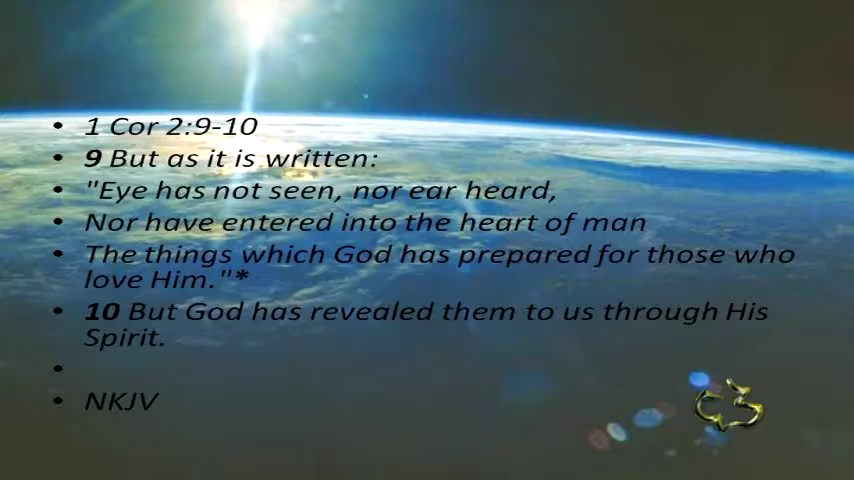 • 1 Cor 2:9-10
• 9 But as it is written:
• "Eye has not seen, nor ear heard,
• Nor have entered into the heart of man
• The things which God has prepared for those who
love Him."*
• 10 But God has revealed them to us through His
Spirit.
•
• NKJV